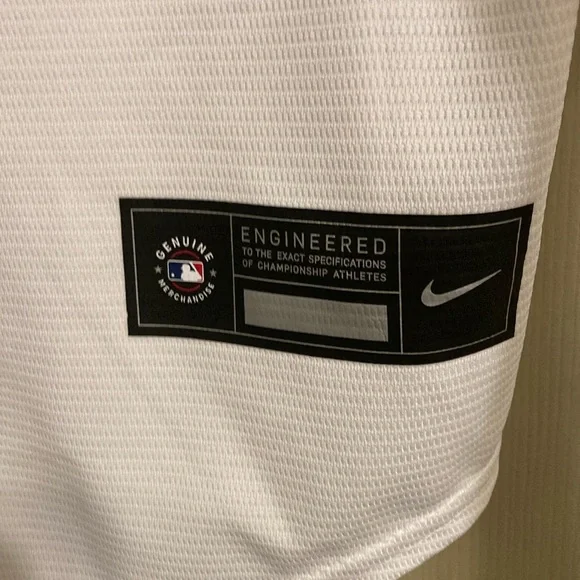 GENUINE
MERCHANDISE
ENGINEERED
TO THE EXACT SPECIFICATIONS
OF CHAMPIONSHIP ATHLETES